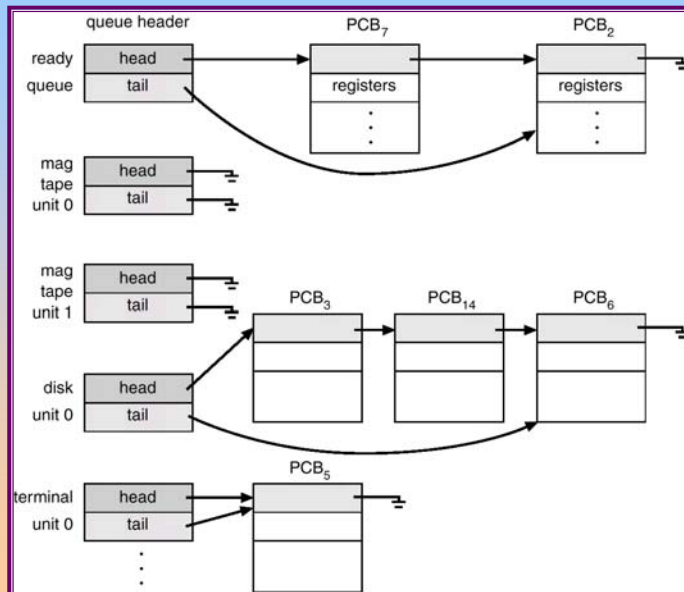 queue header
PCB₇
PCB₂
ready
queue
head
tail
registers
registers
mag
tape
unit 0
head
tail
mag
tape
unit 1
head
tail
PCB₃
PCB₁₄
PCB₆
disk
unit 0
head
tail
PCB₅
terminal
unit 0
head
tail